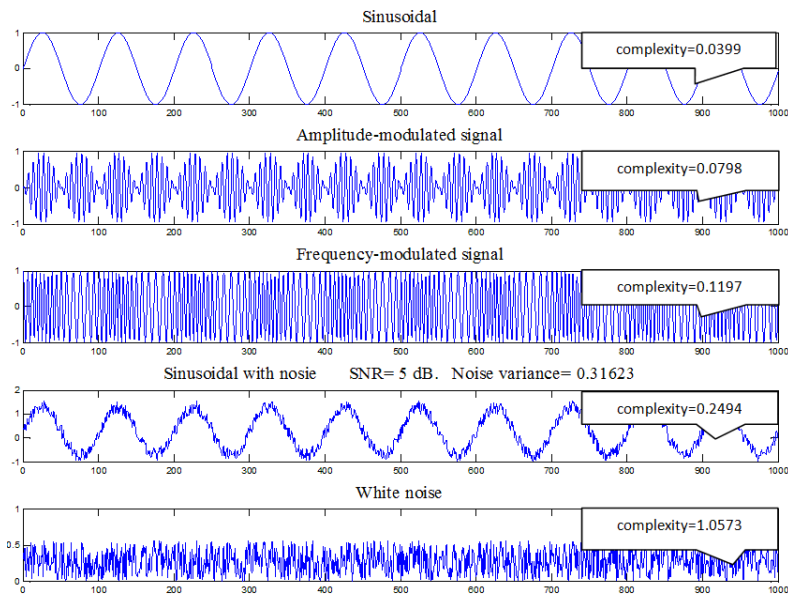 Sinusoidal
complexity=0.0399
1
0
-1
0 100 200 300 400 500 600 700 800 900 1000
Amplitude-modulated signal
complexity=0.0798
1
0
-1
0 100 200 300 400 500 600 700 800 900 1000
Frequency-modulated signal
complexity=0.1197
1
0
-1
0 100 200 300 400 500 600 700 800 900 1000
Sinusoidal with nosie SNR= 5 dB. Noise variance= 0.31623
complexity=0.2494
2
1
0
-1
0 100 200 300 400 500 600 700 800 900 1000
White noise
complexity=1.0573
1
0.5
0
0 100 200 300 400 500 600 700 800 900 1000